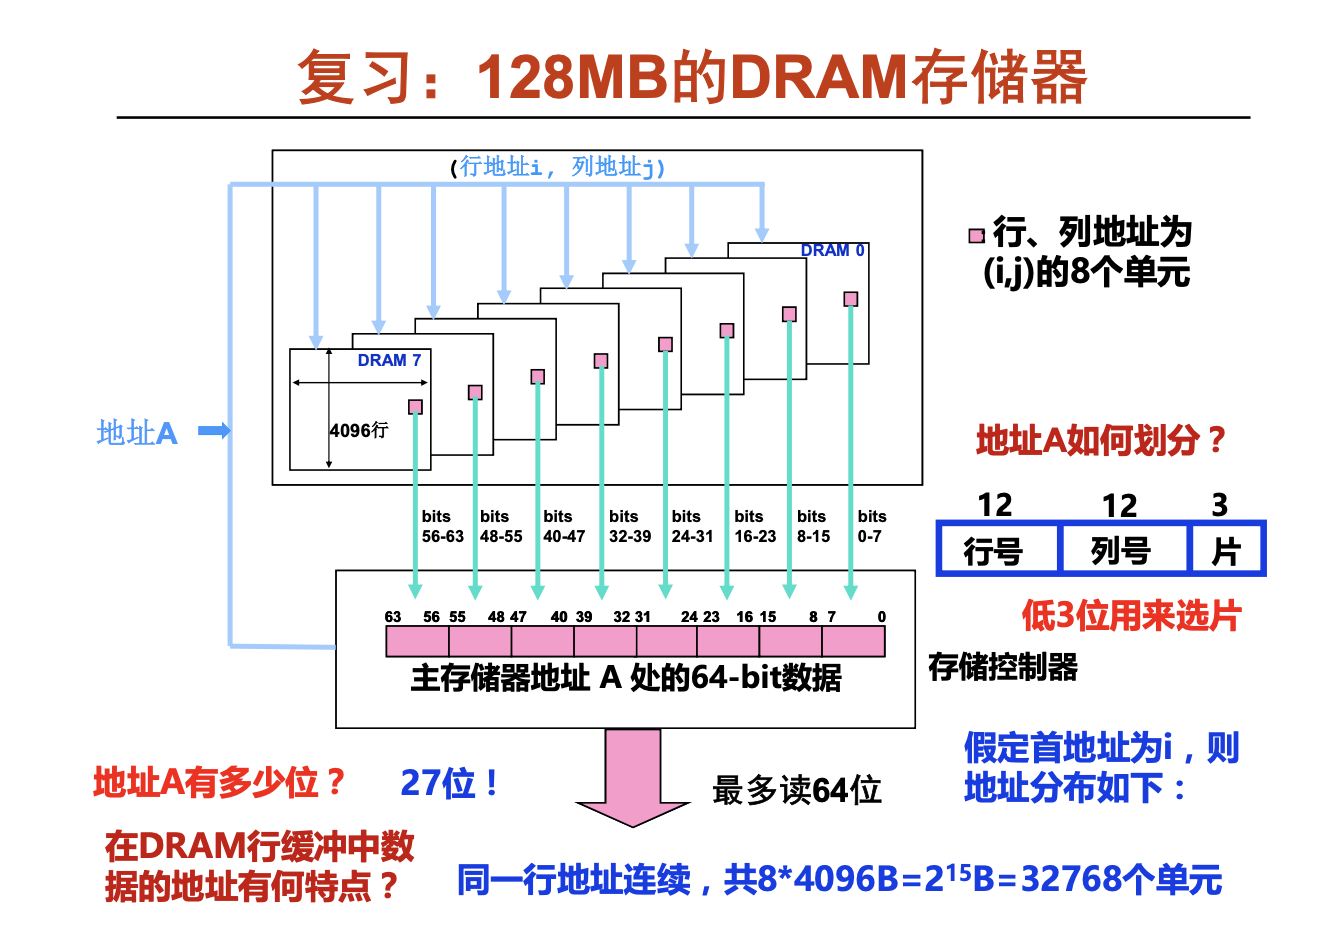 复习：128MB的DRAM存储器
(行地址i, 列地址j)
DRAM 0
行、列地址为
(i,j)的8个单元
DRAM 7
4096行
地址A
地址A如何划分？
12 12 3
行号 列号 片
低3位用来选片
bits 56-63
bits 48-55
bits 40-47
bits 32-39
bits 24-31
bits 16-23
bits 8-15
bits 0-7
63 56 55 48 47 40 39 32 31 24 23 16 15 8 7 0
主存储器地址 A 处的64-bit数据
存储控制器
地址A有多少位？ 27位！
最多读64位
假定首地址为i，则
地址分布如下：
在DRAM行缓冲中数
据的地址有何特点？
同一行地址连续，共8*4096B=2¹⁵B=32768个单元